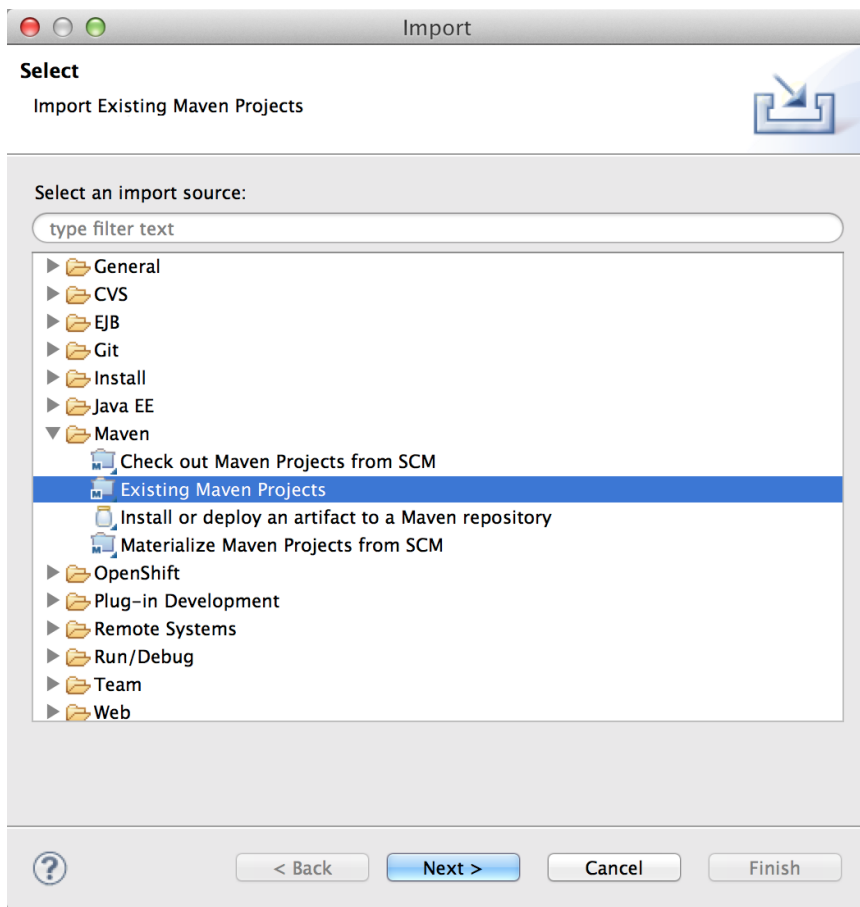 Import
Select
Import Existing Maven Projects
Select an import source:
type filter text
General
CVS
EJB
Git
Install
Java EE
Maven
Check out Maven Projects from SCM
Existing Maven Projects
Install or deploy an artifact to a Maven repository
Materialize Maven Projects from SCM
OpenShift
Plug-in Development
Remote Systems
Run/Debug
Team
Web
? < Back Next > Cancel Finish